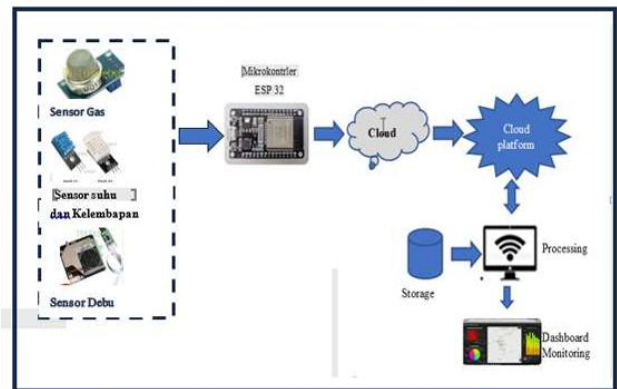 Sensor Gas
Sensor suhu
dan Kelembapan
Sensor Debu
Mikrokontrler
ESP 32
Cloud
Cloud
platform
Processing
Storage
Dashboard
Monitoring